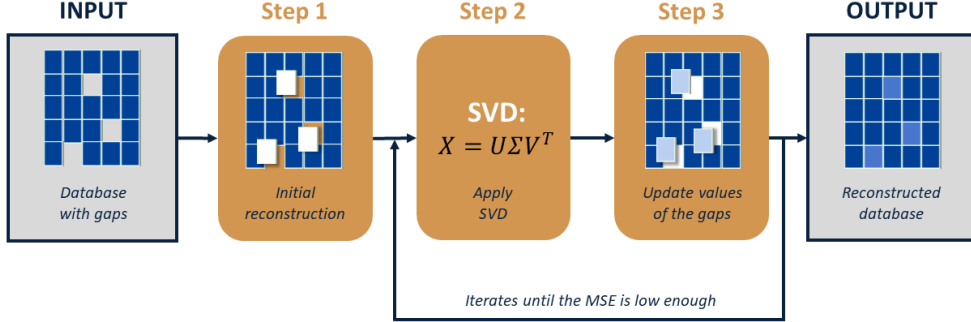 INPUT
Step 1
Step 2
Step 3
OUTPUT
Database
with gaps
Initial
reconstruction
SVD:
X = UΣV^T
Apply
SVD
Update values
of the gaps
Reconstructed
database
Iterates until the MSE is low enough